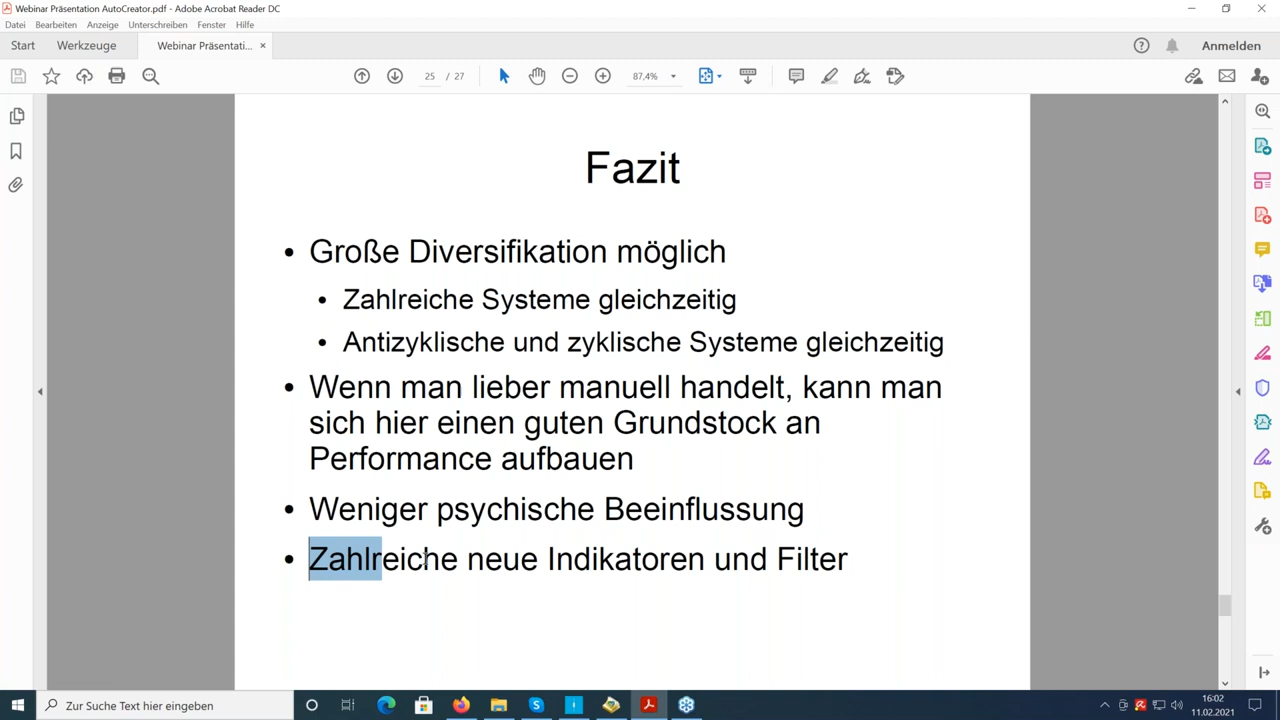 Webinar Präsentation AutoCreator.pdf - Adobe Acrobat Reader DC
Datei Bearbeiten Anzeige Unterschreiben Fenster Hilfe
Start Werkzeuge Webinar Präsentati... × Anmelden
25 / 27 87,4%
Fazit
• Große Diversifikation möglich
• Zahlreiche Systeme gleichzeitig
• Antizyklische und zyklische Systeme gleichzeitig
• Wenn man lieber manuell handelt, kann man
sich hier einen guten Grundstock an
Performance aufbauen
• Weniger psychische Beeinflussung
• Zahlreiche neue Indikatoren und Filter
Zur Suche Text hier eingeben
16:02
11.02.2021